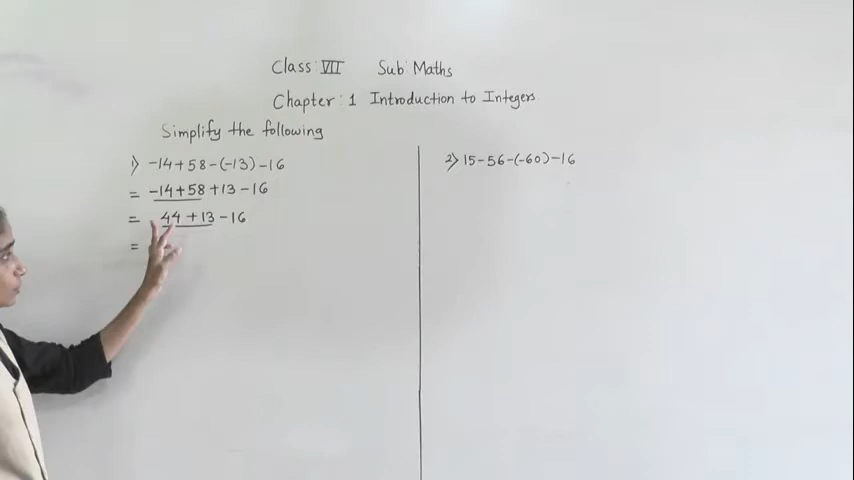 Class: VII Sub: Maths
Chapter: 1 Introduction to Integers
Simplify the following
1) -14+58-(-13)-16
= -14+58+13-16
= 44+13-16
=
2) 15-56-(-60)-16